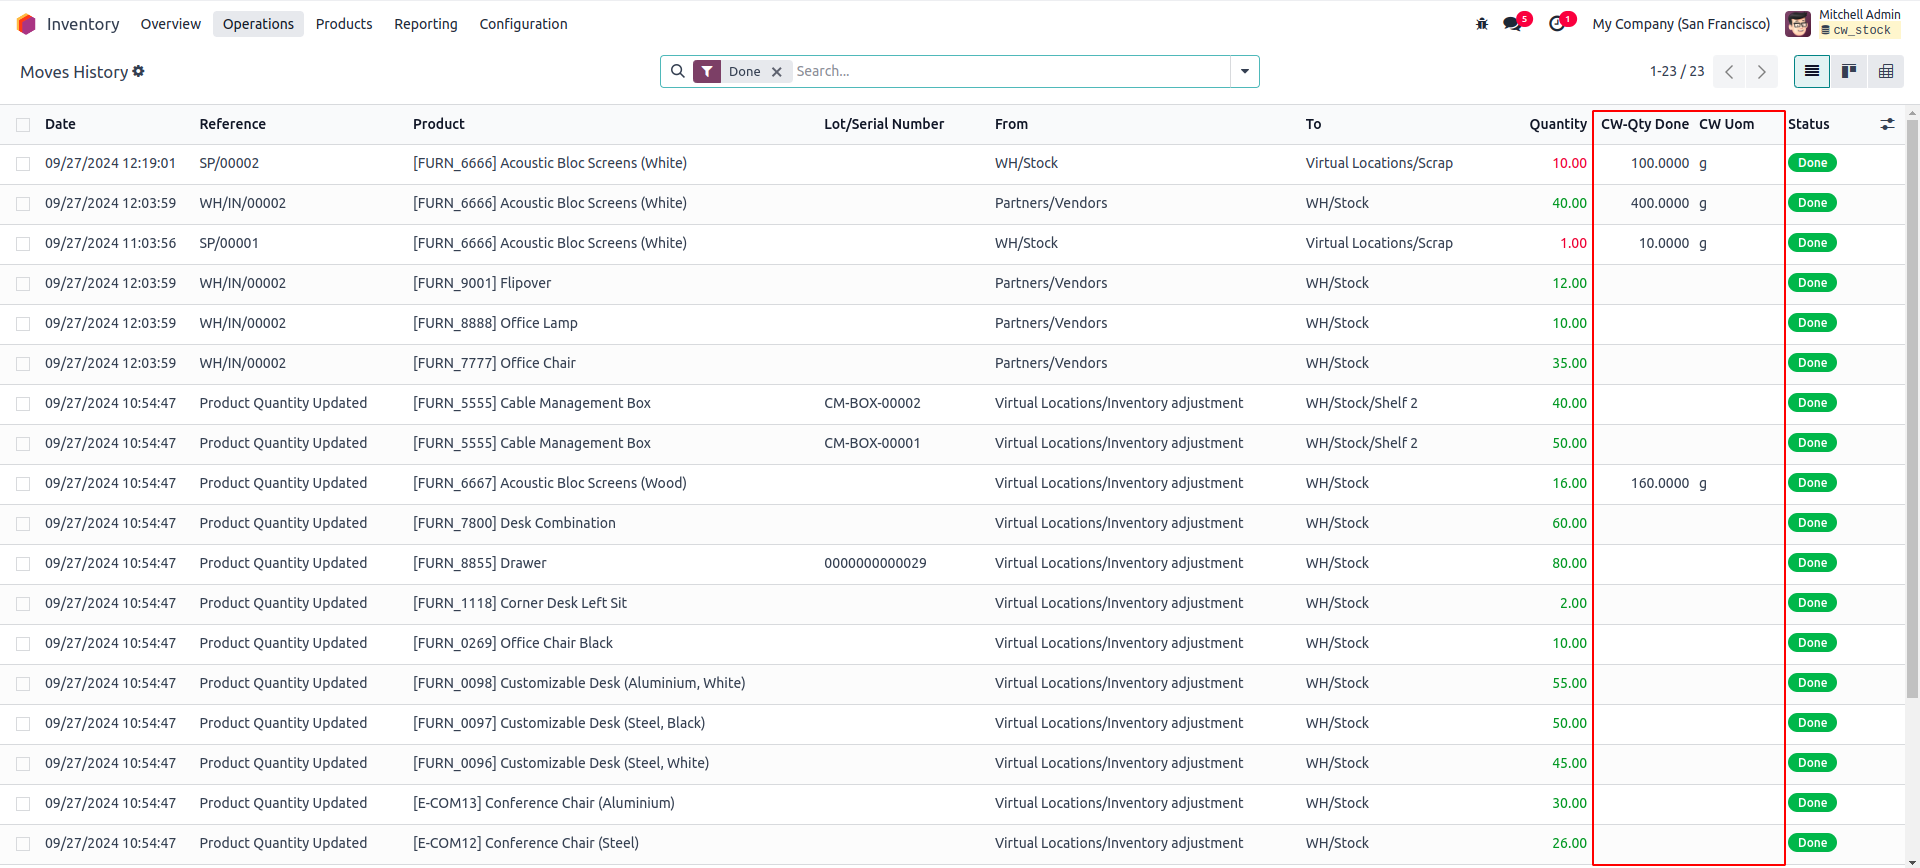 Inventory Overview Operations Products Reporting Configuration 5 1 My Company (San Francisco) Mitchell Admin
cw_stock
Moves History Done Search... 1-23 / 23
Date Reference Product Lot/Serial Number From To Quantity CW-Qty Done CW Uom Status
09/27/2024 12:19:01 SP/00002 [FURN_6666] Acoustic Bloc Screens (White) WH/Stock Virtual Locations/Scrap 10.00 100.0000 g Done
09/27/2024 12:03:59 WH/IN/00002 [FURN_6666] Acoustic Bloc Screens (White) Partners/Vendors WH/Stock 40.00 400.0000 g Done
09/27/2024 11:03:56 SP/00001 [FURN_6666] Acoustic Bloc Screens (White) WH/Stock Virtual Locations/Scrap 1.00 10.0000 g Done
09/27/2024 12:03:59 WH/IN/00002 [FURN_9001] Flipover Partners/Vendors WH/Stock 12.00 Done
09/27/2024 12:03:59 WH/IN/00002 [FURN_8888] Office Lamp Partners/Vendors WH/Stock 10.00 Done
09/27/2024 12:03:59 WH/IN/00002 [FURN_7777] Office Chair Partners/Vendors WH/Stock 35.00 Done
09/27/2024 10:54:47 Product Quantity Updated [FURN_5555] Cable Management Box CM-BOX-00002 Virtual Locations/Inventory adjustment WH/Stock/Shelf 2 40.00 Done
09/27/2024 10:54:47 Product Quantity Updated [FURN_5555] Cable Management Box CM-BOX-00001 Virtual Locations/Inventory adjustment WH/Stock/Shelf 2 50.00 Done
09/27/2024 10:54:47 Product Quantity Updated [FURN_6667] Acoustic Bloc Screens (Wood) Virtual Locations/Inventory adjustment WH/Stock 16.00 160.0000 g Done
09/27/2024 10:54:47 Product Quantity Updated [FURN_7800] Desk Combination Virtual Locations/Inventory adjustment WH/Stock 60.00 Done
09/27/2024 10:54:47 Product Quantity Updated [FURN_8855] Drawer 0000000000029 Virtual Locations/Inventory adjustment WH/Stock 80.00 Done
09/27/2024 10:54:47 Product Quantity Updated [FURN_1118] Corner Desk Left Sit Virtual Locations/Inventory adjustment WH/Stock 2.00 Done
09/27/2024 10:54:47 Product Quantity Updated [FURN_0269] Office Chair Black Virtual Locations/Inventory adjustment WH/Stock 10.00 Done
09/27/2024 10:54:47 Product Quantity Updated [FURN_0098] Customizable Desk (Aluminium, White) Virtual Locations/Inventory adjustment WH/Stock 55.00 Done
09/27/2024 10:54:47 Product Quantity Updated [FURN_0097] Customizable Desk (Steel, Black) Virtual Locations/Inventory adjustment WH/Stock 50.00 Done
09/27/2024 10:54:47 Product Quantity Updated [FURN_0096] Customizable Desk (Steel, White) Virtual Locations/Inventory adjustment WH/Stock 45.00 Done
09/27/2024 10:54:47 Product Quantity Updated [E-COM13] Conference Chair (Aluminium) Virtual Locations/Inventory adjustment WH/Stock 30.00 Done
09/27/2024 10:54:47 Product Quantity Updated [E-COM12] Conference Chair (Steel) Virtual Locations/Inventory adjustment WH/Stock 26.00 Done